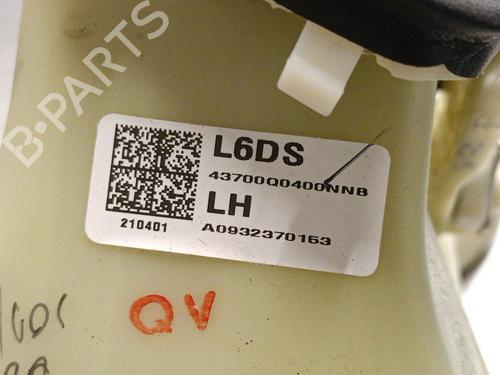 B-PARTS
L6DS
43700Q0400NNB
LH
210401
A0932370153
QV